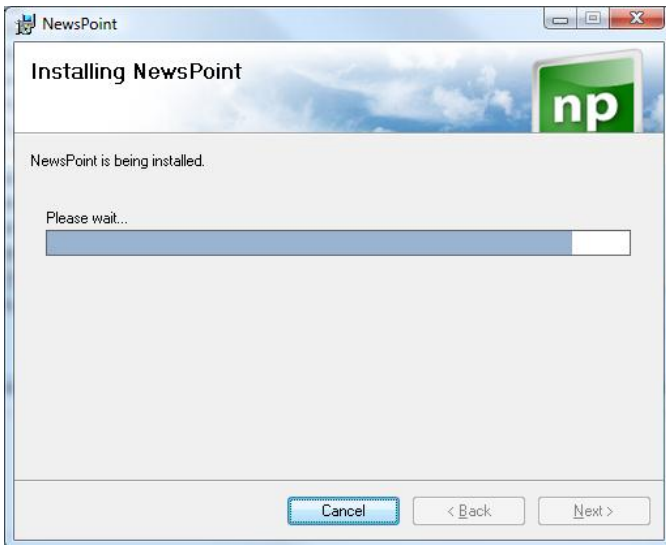 NewsPoint
Installing NewsPoint
np
NewsPoint is being installed.
Please wait...
Cancel
< Back
Next >